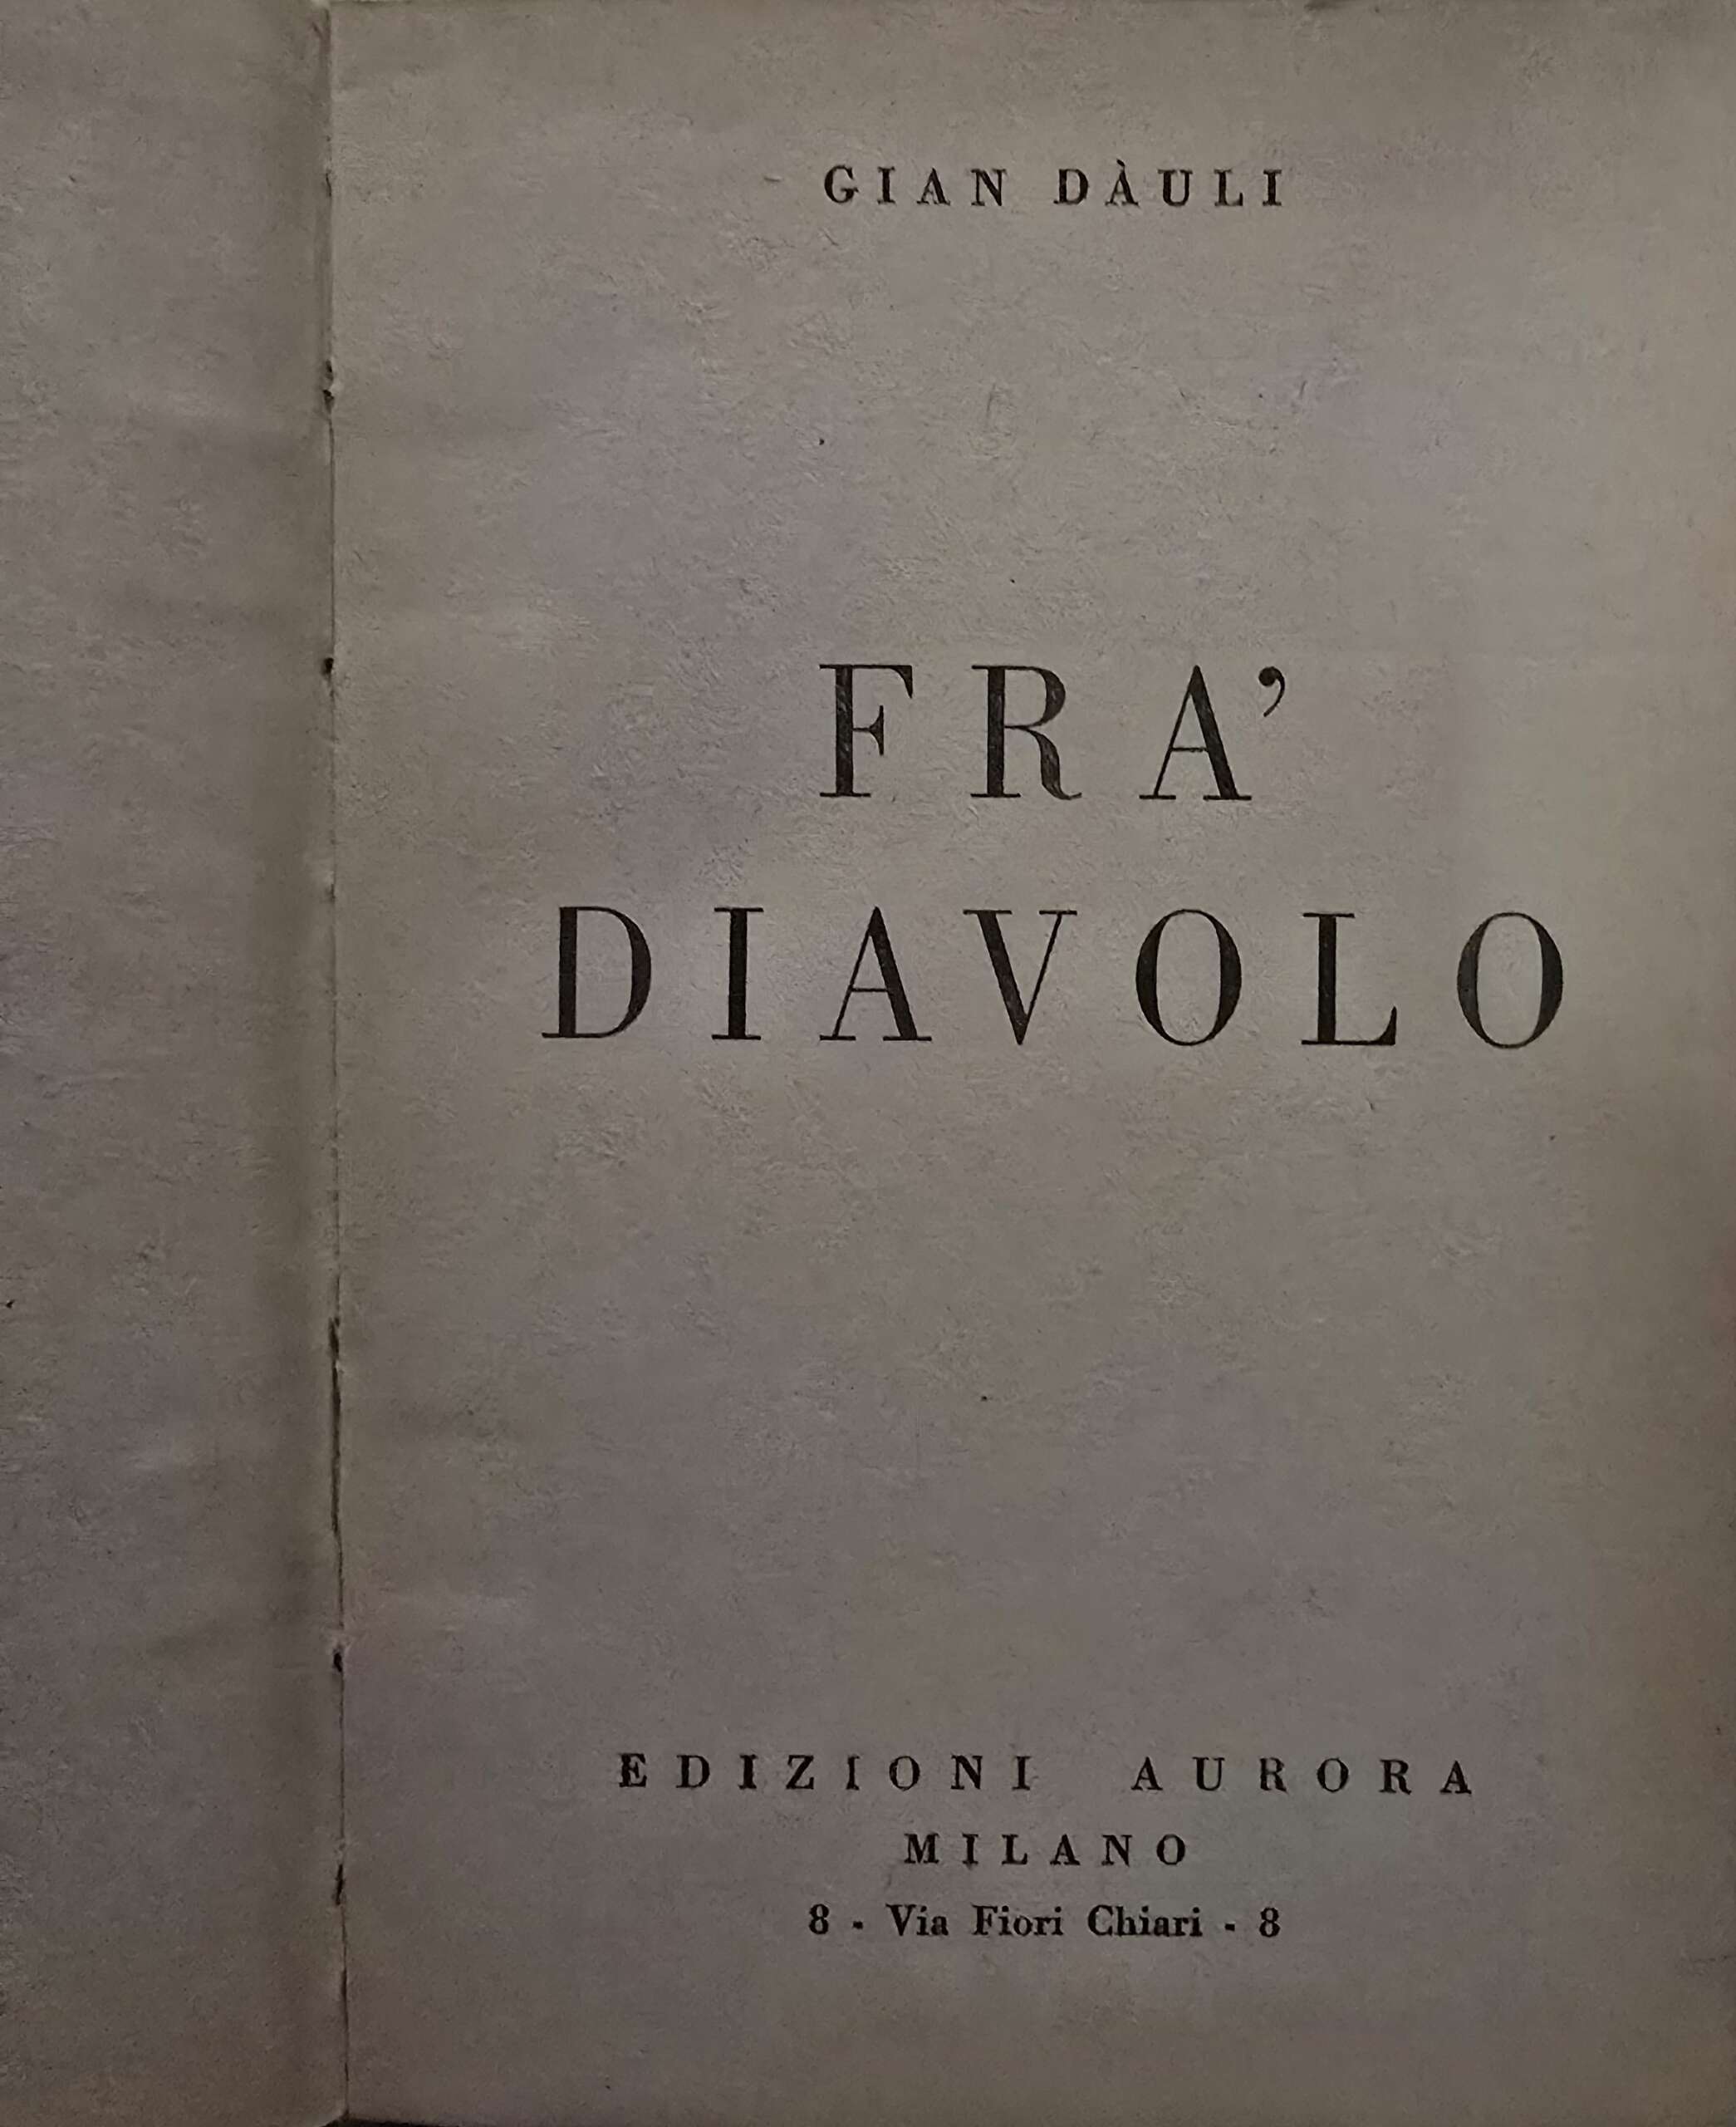 GIAN DÀULI
FRA’
DIAVOLO
EDIZIONI AURORA
MILANO
8 - Via Fiori Chiari - 8